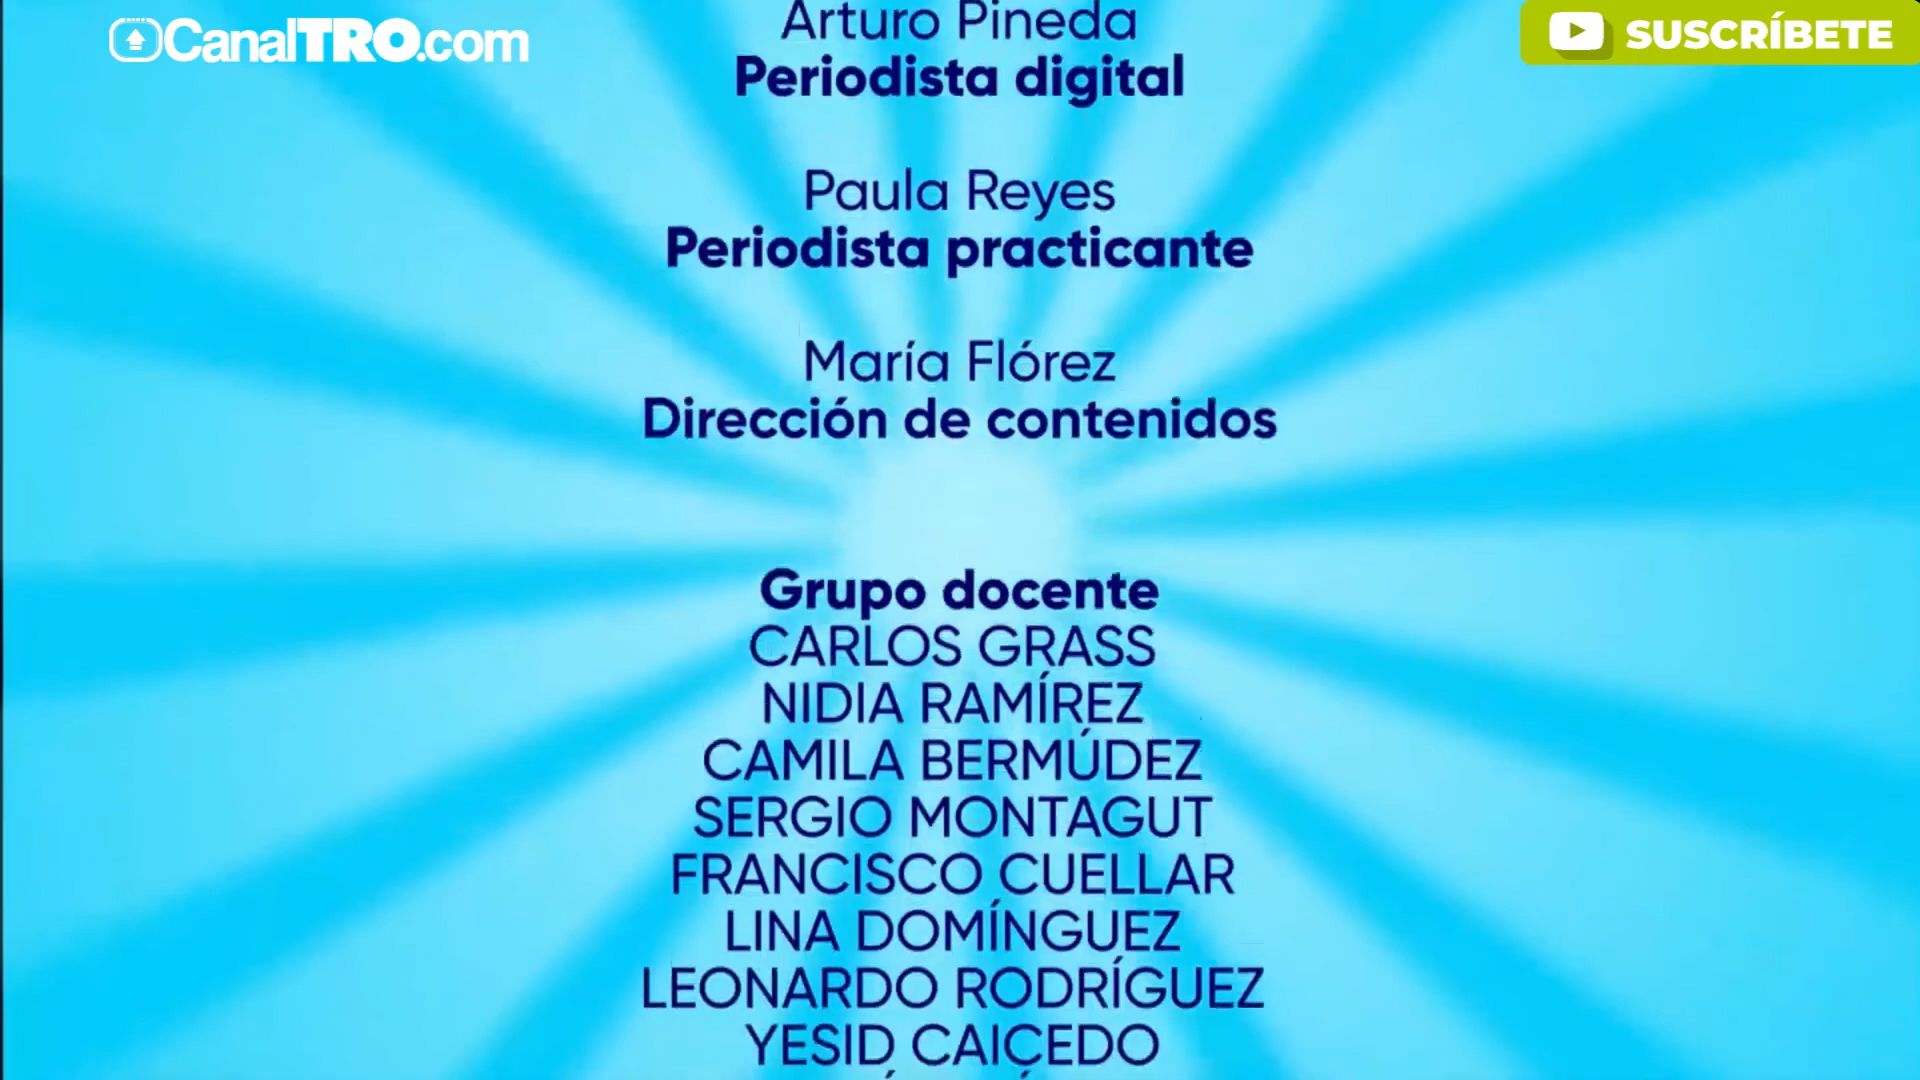 CanalTRO.com
SUSCRÍBETE
Arturo Pineda
Periodista digital
Paula Reyes
Periodista practicante
María Flórez
Dirección de contenidos
Grupo docente
CARLOS GRASS
NIDIA RAMÍREZ
CAMILA BERMÚDEZ
SERGIO MONTAGUT
FRANCISCO CUELLAR
LINA DOMÍNGUEZ
LEONARDO RODRÍGUEZ
YESID CAICEDO